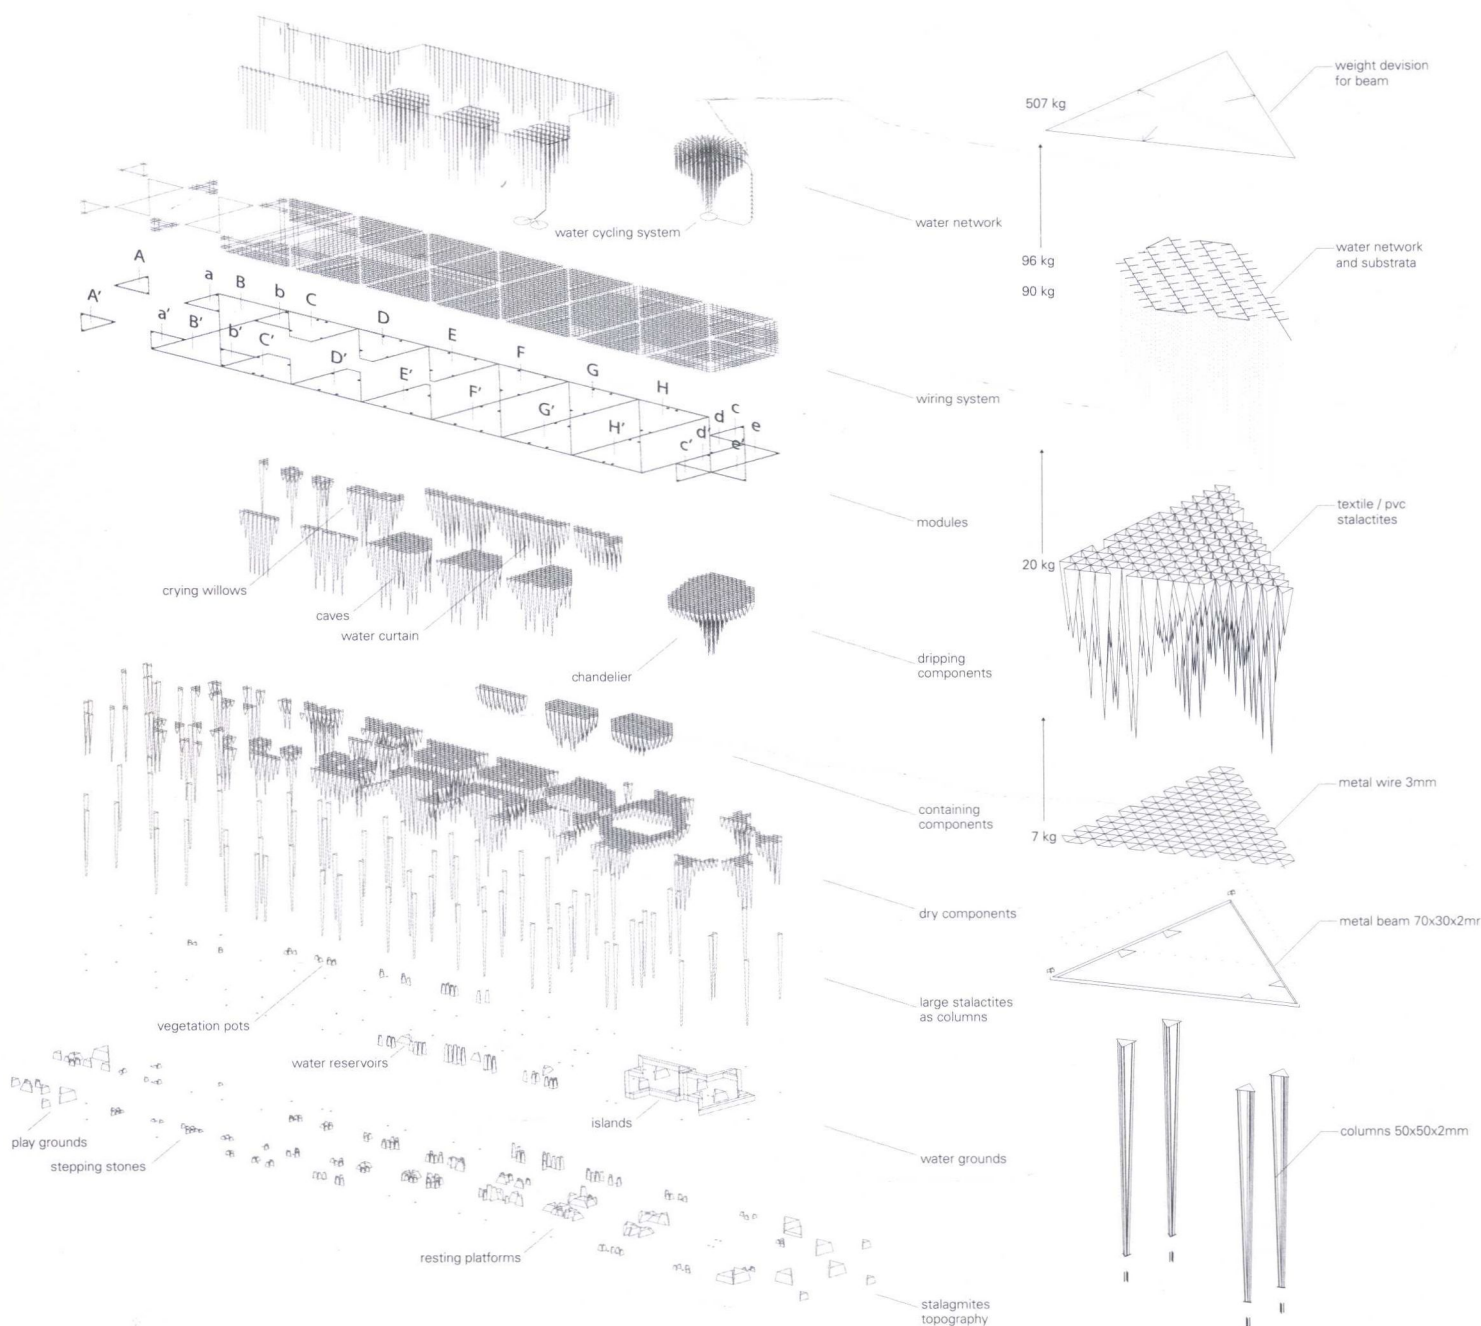 weight devision
for beam
507 kg
water network
water cycling system
96 kg
90 kg
water network
and substrata
A
A'
a
B
b
C
a'
B'
b'
C'
D
D'
E
E'
F
F'
G
G'
H
H'
c
d
e
d'
c'
e'
wiring system
modules
textile / pvc
stalactites
20 kg
crying willows
caves
water curtain
chandelier
dripping
components
metal wire 3mm
7 kg
containing
components
dry components
metal beam 70x30x2mr
large stalactites
as columns
vegetation pots
water reservoirs
islands
play grounds
stepping stones
water grounds
columns 50x50x2mm
resting platforms
stalagmites
topography